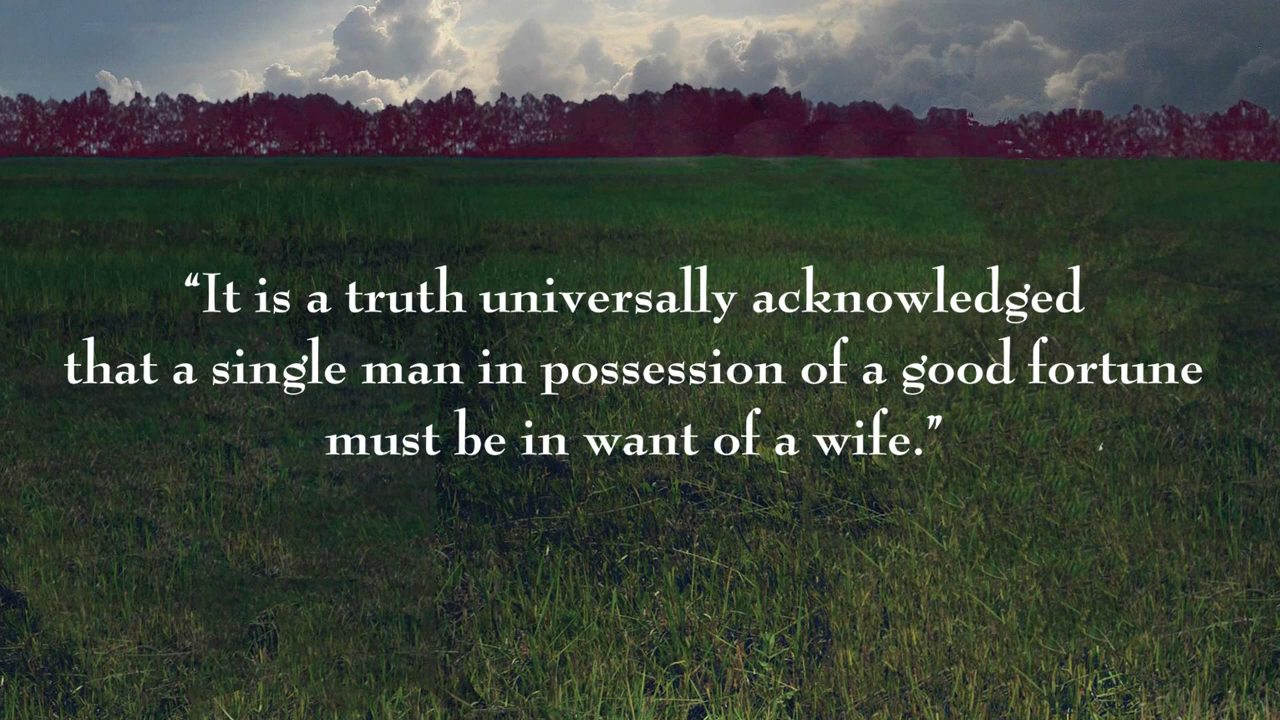 “It is a truth universally acknowledged
that a single man in possession of a good fortune
must be in want of a wife.”